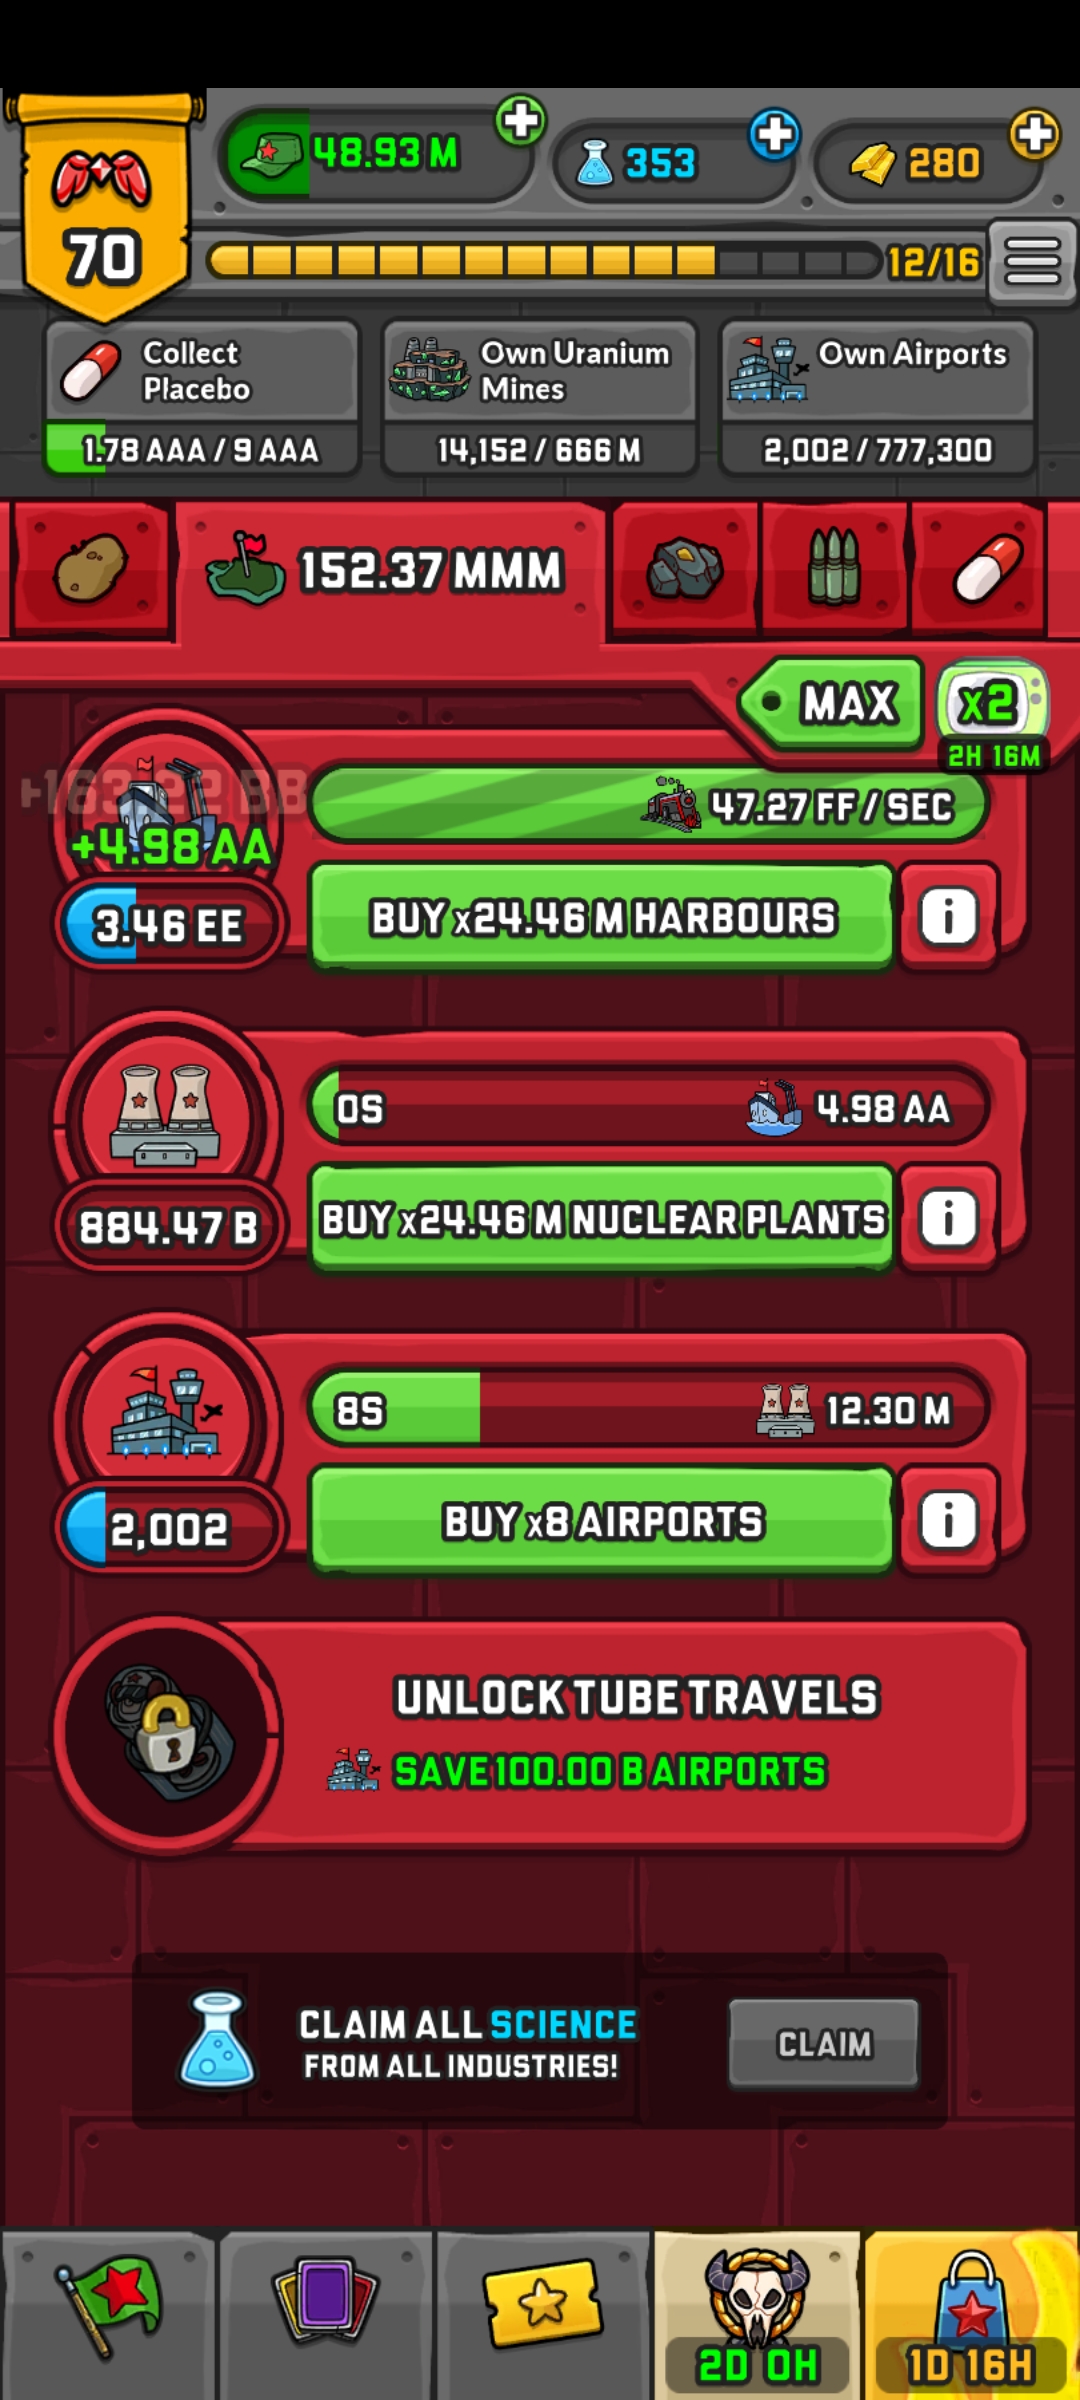 48.93 M
353
280
70
12/16
Collect
Placebo
1.78 AAA / 9 AAA
Own Uranium
Mines
14,152 / 666 M
Own Airports
2,002 / 777,300
152.37 MMM
MAX
x2
2H 16M
+163.22 BB
+4.98 AA
47.27 FF / SEC
3.46 EE
BUY x24.46 M HARBOURS
i
0S
4.98 AA
884.47 B
BUY x24.46 M NUCLEAR PLANTS
i
8S
12.30 M
2,002
BUY x8 AIRPORTS
i
UNLOCK TUBE TRAVELS
SAVE 100.00 B AIRPORTS
CLAIM ALL SCIENCE
FROM ALL INDUSTRIES!
CLAIM
2D 0H
1D 16H